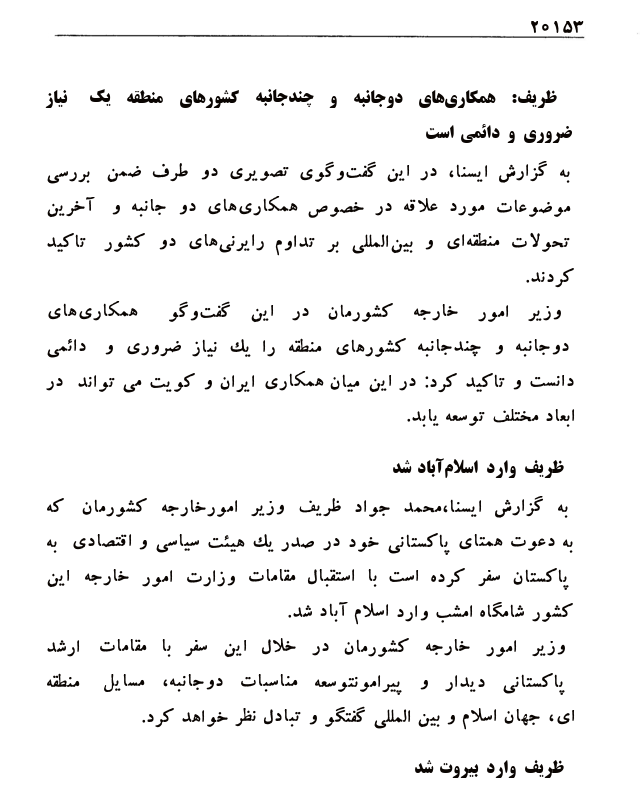 ۲۰۱۵۳
ظریف: همکاری‌های دوجانبه و چندجانبه کشورهای منطقه یک نیاز
ضروری و دائمی است
به گزارش ایسنا، در این گفت‌وگوی تصویری دو طرف ضمن بررسی
موضوعات مورد علاقه در خصوص همکاری‌های دو جانبه و آخرین
تحولات منطقه‌ای و بین‌المللی بر تداوم رایرنی‌های دو کشور تاکید
کردند.
وزیر امور خارجه کشورمان در این گفت‌وگو همکاری‌های
دوجانبه و چندجانبه کشورهای منطقه را یك نیاز ضروری و دائمی
دانست و تاکید کرد: در این میان همکاری ایران و کویت می تواند در
ابعاد مختلف توسعه یابد.
ظریف وارد اسلام‌آباد شد
به گزارش ایسنا،محمد جواد ظریف وزیر امورخارجه کشورمان که
به دعوت همتای پاکستانی خود در صدر یك هیئت سیاسی و اقتصادی به
پاکستان سفر کرده است با استقبال مقامات وزارت امور خارجه این
کشور شامگاه امشب وارد اسلام آباد شد.
وزیر امور خارجه کشورمان در خلال این سفر با مقامات ارشد
پاکستانی دیدار و پیرامونتوسعه مناسبات دوجانبه، مسایل منطقه
ای، جهان اسلام و بین المللی گفتگو و تبادل نظر خواهد کرد.
ظریف وارد بیروت شد